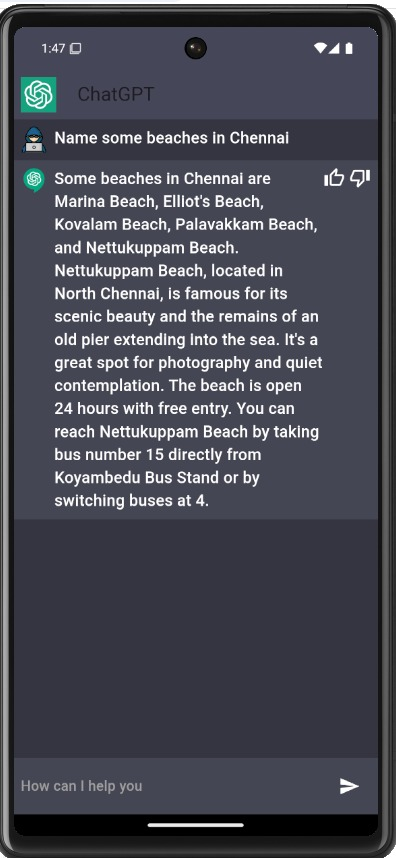 1:47
ChatGPT
Name some beaches in Chennai
Some beaches in Chennai are
Marina Beach, Elliot's Beach,
Kovalam Beach, Palavakkam Beach,
and Nettukuppam Beach.
Nettukuppam Beach, located in
North Chennai, is famous for its
scenic beauty and the remains of an
old pier extending into the sea. It's a
great spot for photography and quiet
contemplation. The beach is open
24 hours with free entry. You can
reach Nettukuppam Beach by taking
bus number 15 directly from
Koyambedu Bus Stand or by
switching buses at 4.
How can I help you